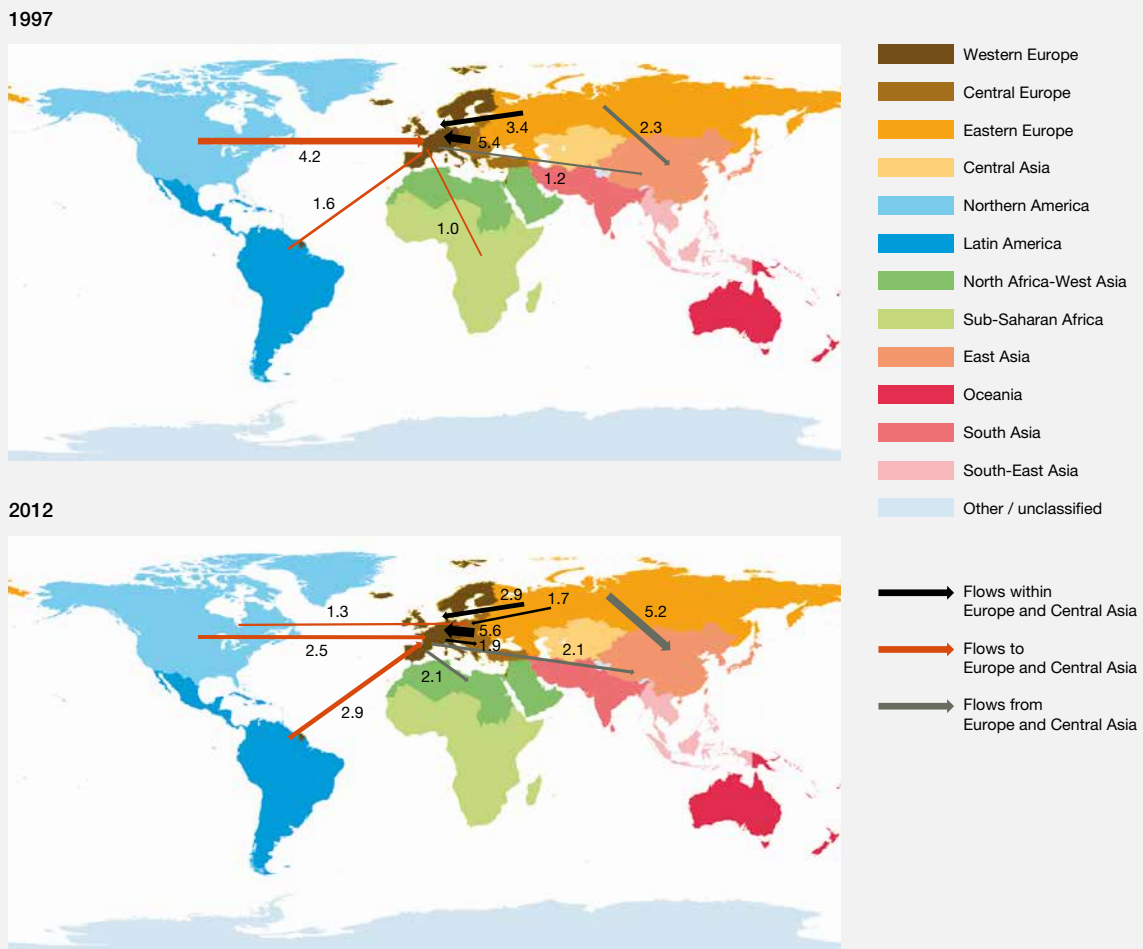 1997
3.4
5.4
2.3
4.2
1.2
1.6
1.0
Western Europe
Central Europe
Eastern Europe
Central Asia
Northern America
Latin America
North Africa-West Asia
Sub-Saharan Africa
East Asia
Oceania
South Asia
South-East Asia
Other / unclassified
2012
2.9
1.7
1.3
5.2
5.6
1.9
2.5
2.1
2.1
2.9
Flows within
Europe and Central Asia
Flows to
Europe and Central Asia
Flows from
Europe and Central Asia